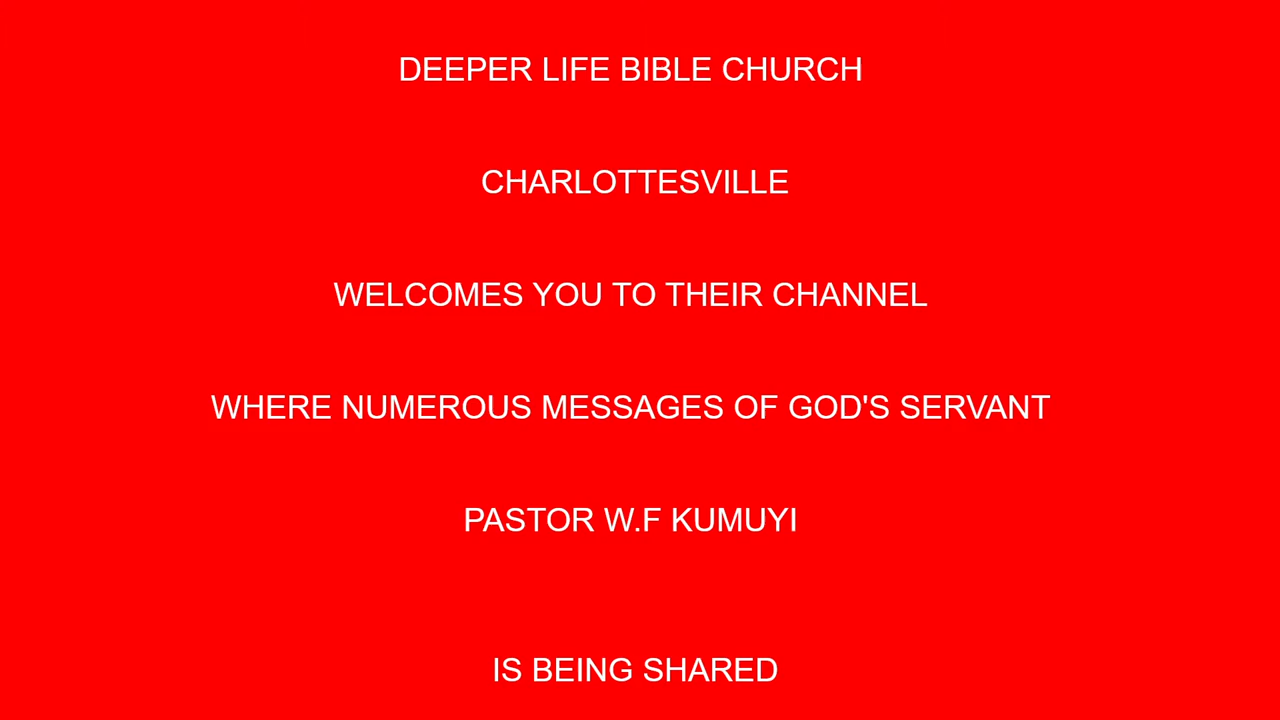 DEEPER LIFE BIBLE CHURCH
CHARLOTTESVILLE
WELCOMES YOU TO THEIR CHANNEL
WHERE NUMEROUS MESSAGES OF GOD'S SERVANT
PASTOR W.F KUMUYI
IS BEING SHARED